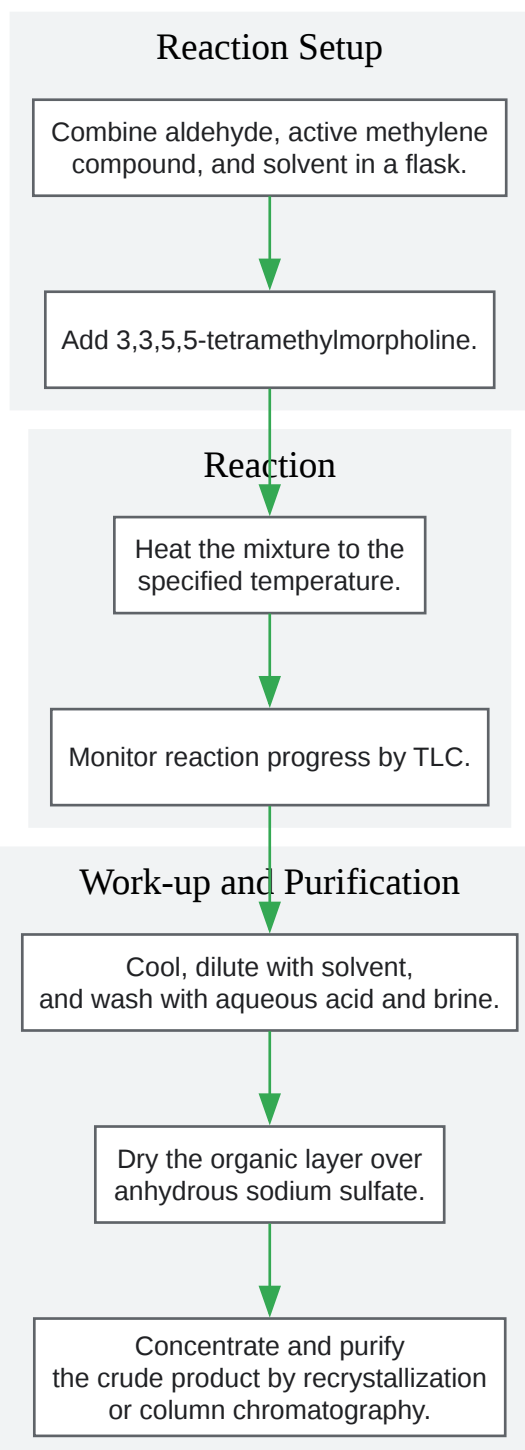 Reaction Setup
Combine aldehyde, active methylene
compound, and solvent in a flask.
Add 3,3,5,5-tetramethylmorpholine.
Reaction
Heat the mixture to the
specified temperature.
Monitor reaction progress by TLC.
Work-up and Purification
Cool, dilute with solvent,
and wash with aqueous acid and brine.
Dry the organic layer over
anhydrous sodium sulfate.
Concentrate and purify
the crude product by recrystallization
or column chromatography.